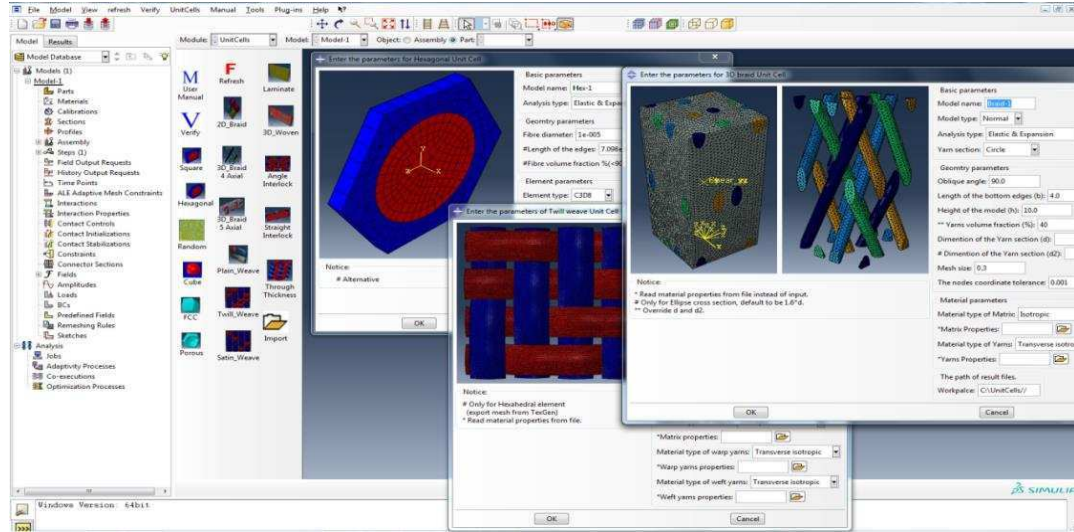 File Model View refresh Verify UnitCells Manual Tools Plug-ins Help
Model Results
Module: UnitCells Model: Model-1 Object: Assembly Part:
Model Database
Models (1)
Model-1
Parts
Materials
Calibrations
Sections
Profiles
Assembly
Steps (1)
Field Output Requests
History Output Requests
Time Points
ALE Adaptive Mesh Constraints
Interactions
Interaction Properties
Contact Controls
Contact Initializations
Contact Stabilizations
Constraints
Connector Sections
Fields
Amplitudes
Loads
BCs
Predefined Fields
Remeshing Rules
Sketches
Analysis
Jobs
Adaptivity Processes
Co-executions
Optimization Processes
M
User
Manual
V
Verify
Square
Hexagonal
Random
Cube
FCC
Porous
F
Refresh
2D_Braid
3D_Braid
4 Axial
3D_Braid
5 Axial
Plain_Weave
Twill_Weave
Satin_Weave
Laminate
3D_Woven
Angle
Interlock
Straight
Interlock
Through
Thickness
Import
Enter the parameters for Hexagonal Unit Cell
Basic parameters
Model name: Hex-1
Analysis type: Elastic & Expa
Geomtry parameters
Fibre diameter: 1e-005
#Length of the edges: 7.098e
#Fibre volume fraction %(<90
Element parameters
Element type: C3D8
Notice:
# Alternative
OK
Enter the parameters of Twill weave Unit Cell
Notice:
# Only for Hexahedral element
(export mesh from TexGen)
* Read material properties from file.
*Matrix properties:
Material type of warp yarns: Transverse isotropic
*Warp yarns properties:
Material type of weft yarns: Transverse isotropic
*Weft yarns properties:
OK Cancel
Enter the parameters for 3D braid Unit Cell
Basic parameters
Model name: Braid-1
Model type: Normal
Analysis type: Elastic & Expansion
Yarn section: Circle
Geomtry parameters
Oblique angle: 90.0
Length of the bottom edges (b): 4.0
Height of the model (h): 10.0
** Yarns volume fraction (%): 40
Dimention of the Yarn section (d):
# Dimention of the Yarn section (d2):
Mesh size: 0.3
The nodes coordinate tolerance: 0.001
Material parameters
Material type of Matrix: Isotropic
*Matrix Properties:
Material type of Yarns: Transverse isotro
*Yarns Properties:
The path of result files.
Workpalce: C:\UnitCells//
Notice:
* Read material properties from file instead of input.
# Only for Ellipse cross section, default to be 1.6*d.
** Override d and d2.
OK Cancel
SIMULIA
Windows Version: 64bit
>>>